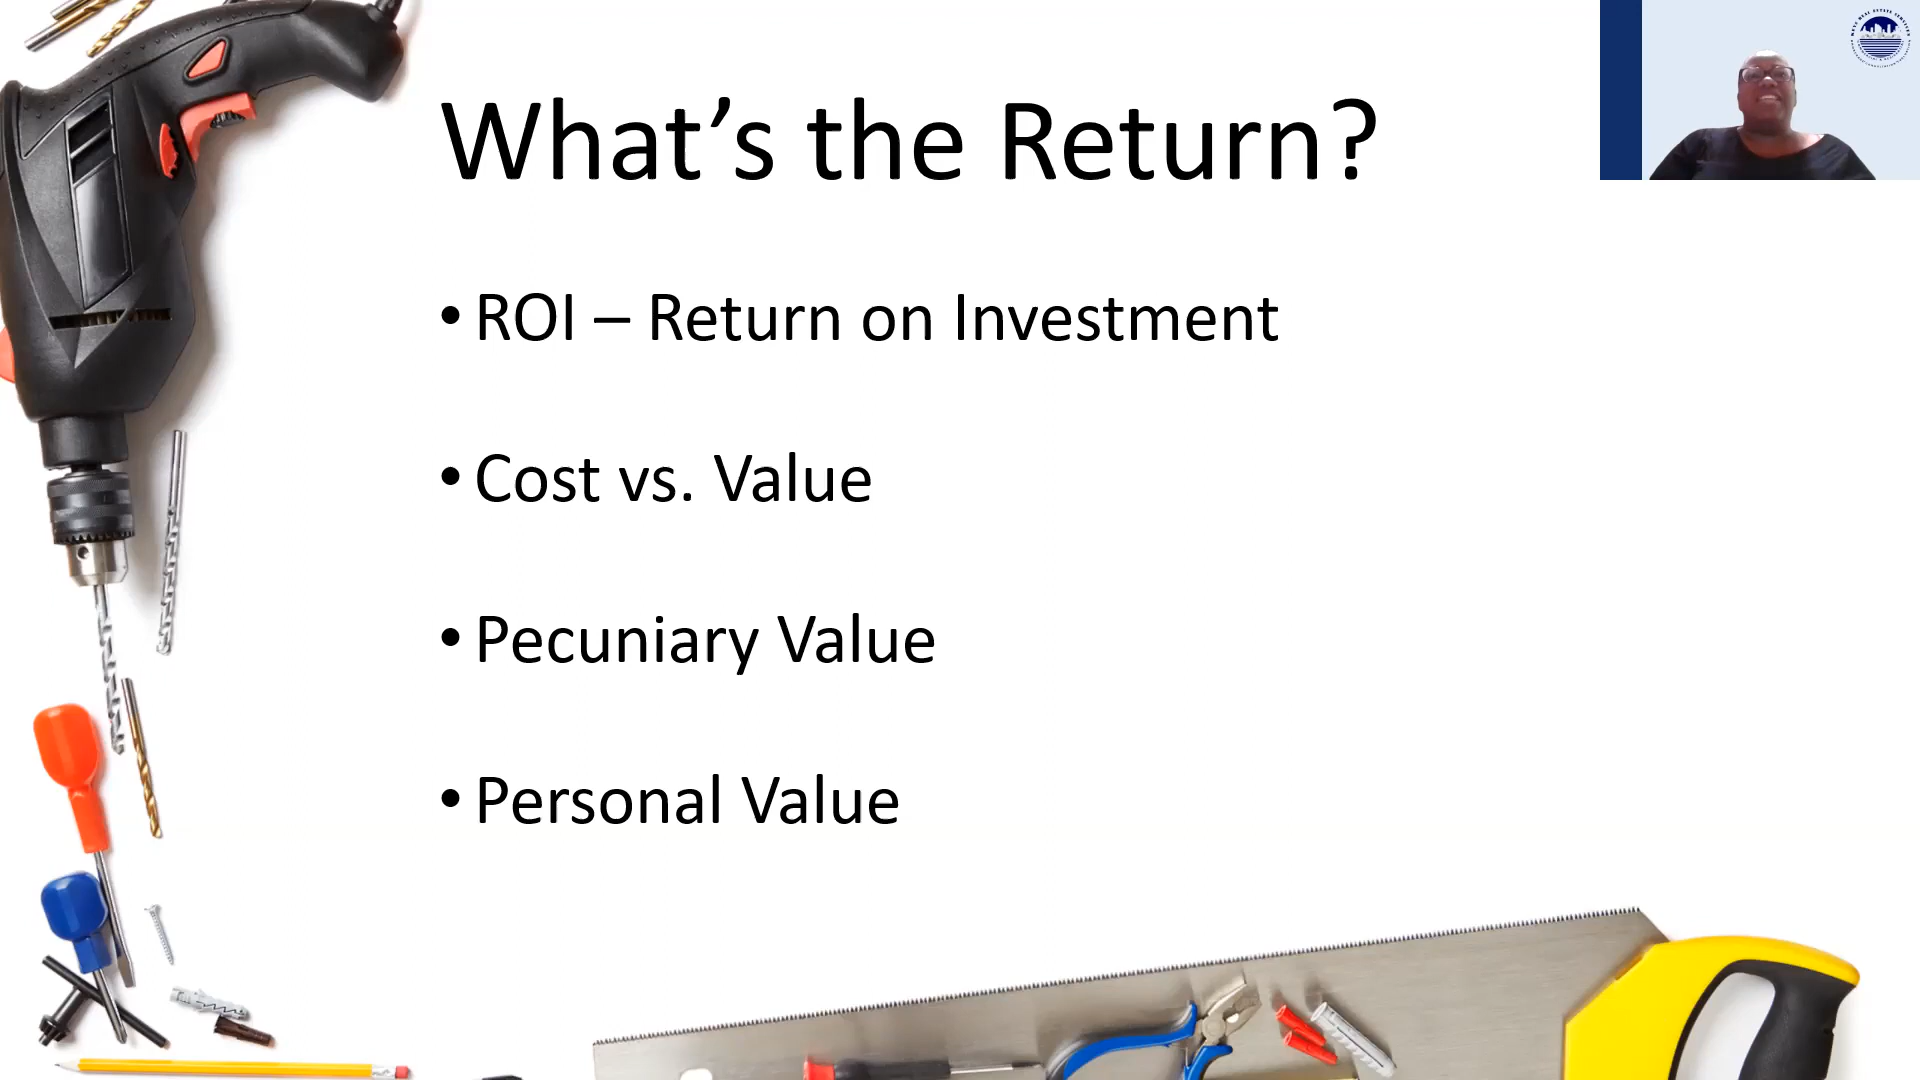 What’s the Return?
• ROI – Return on Investment
• Cost vs. Value
• Pecuniary Value
• Personal Value